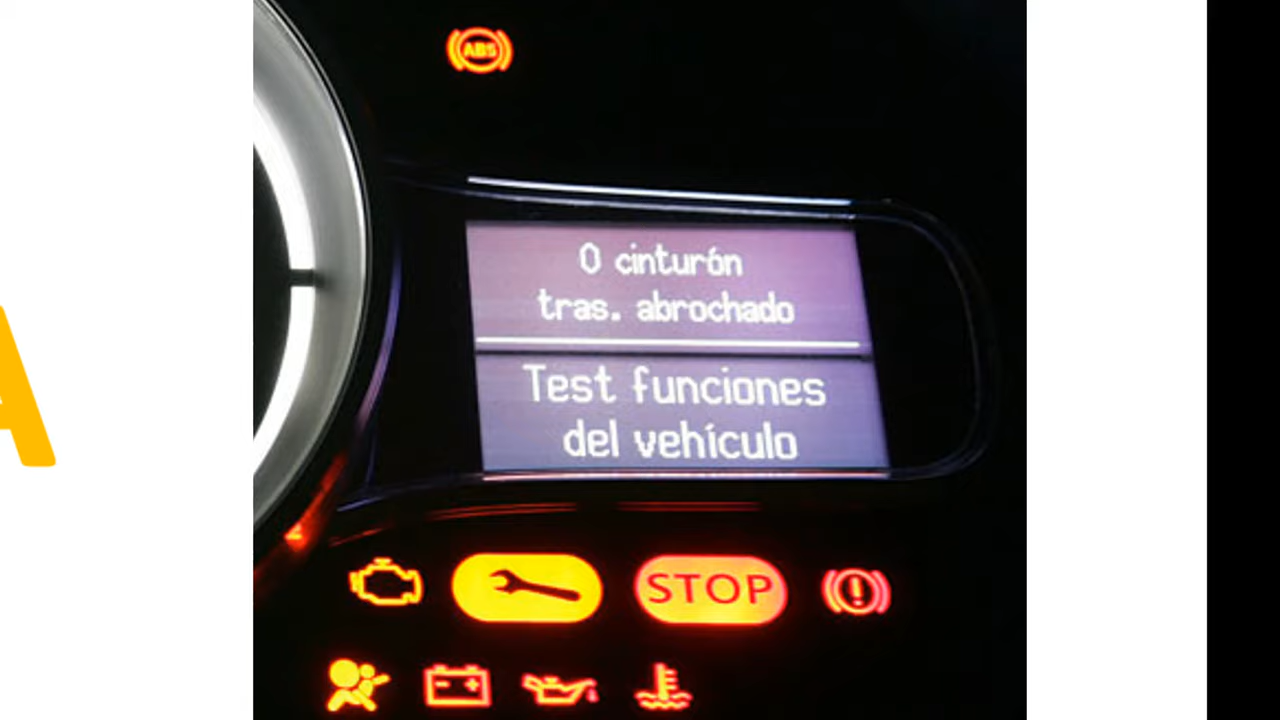 ABS
0 cinturón
tras. abrochado
Test funciones
del vehículo
STOP
A